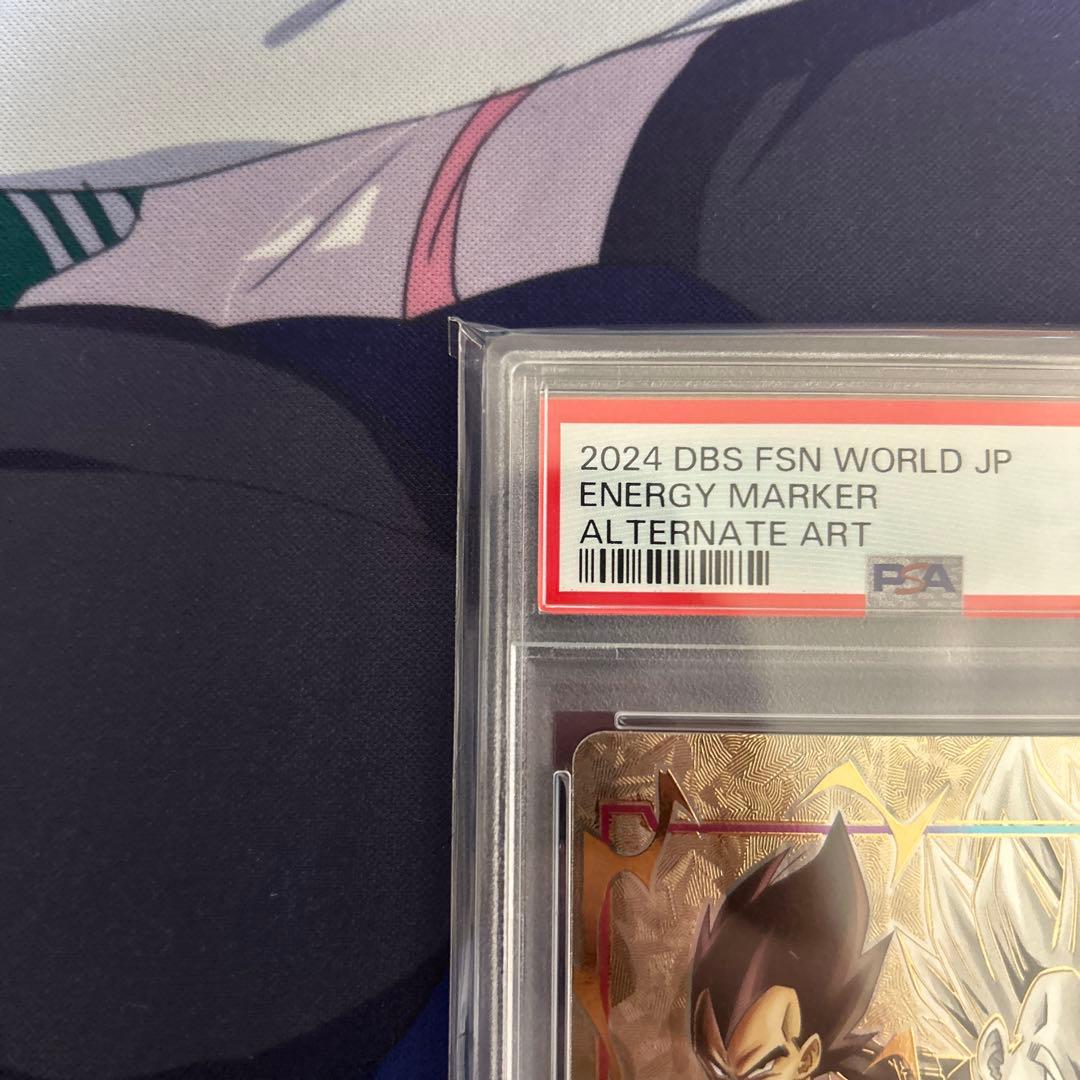 2024 DBS FSN WORLD JP
ENERGY MARKER
ALTERNATE ART
PSA